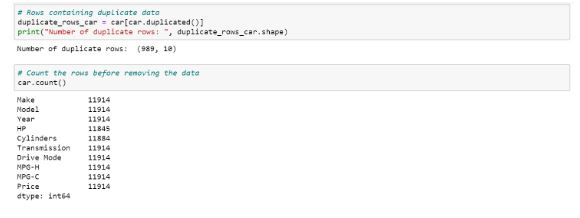 # Rows containing duplicate data
duplicate_rows_car = car[car.duplicated()]
print("Number of duplicate rows: ", duplicate_rows_car.shape)
Number of duplicate rows:  (989, 10)
# Count the rows before removing the data
car.count()
Make 11914
Model 11914
Year 11914
HP 11845
Cylinders 11884
Transmission 11914
Drive Mode 11914
MPG-H 11914
MPG-C 11914
Price 11914
dtype: int64